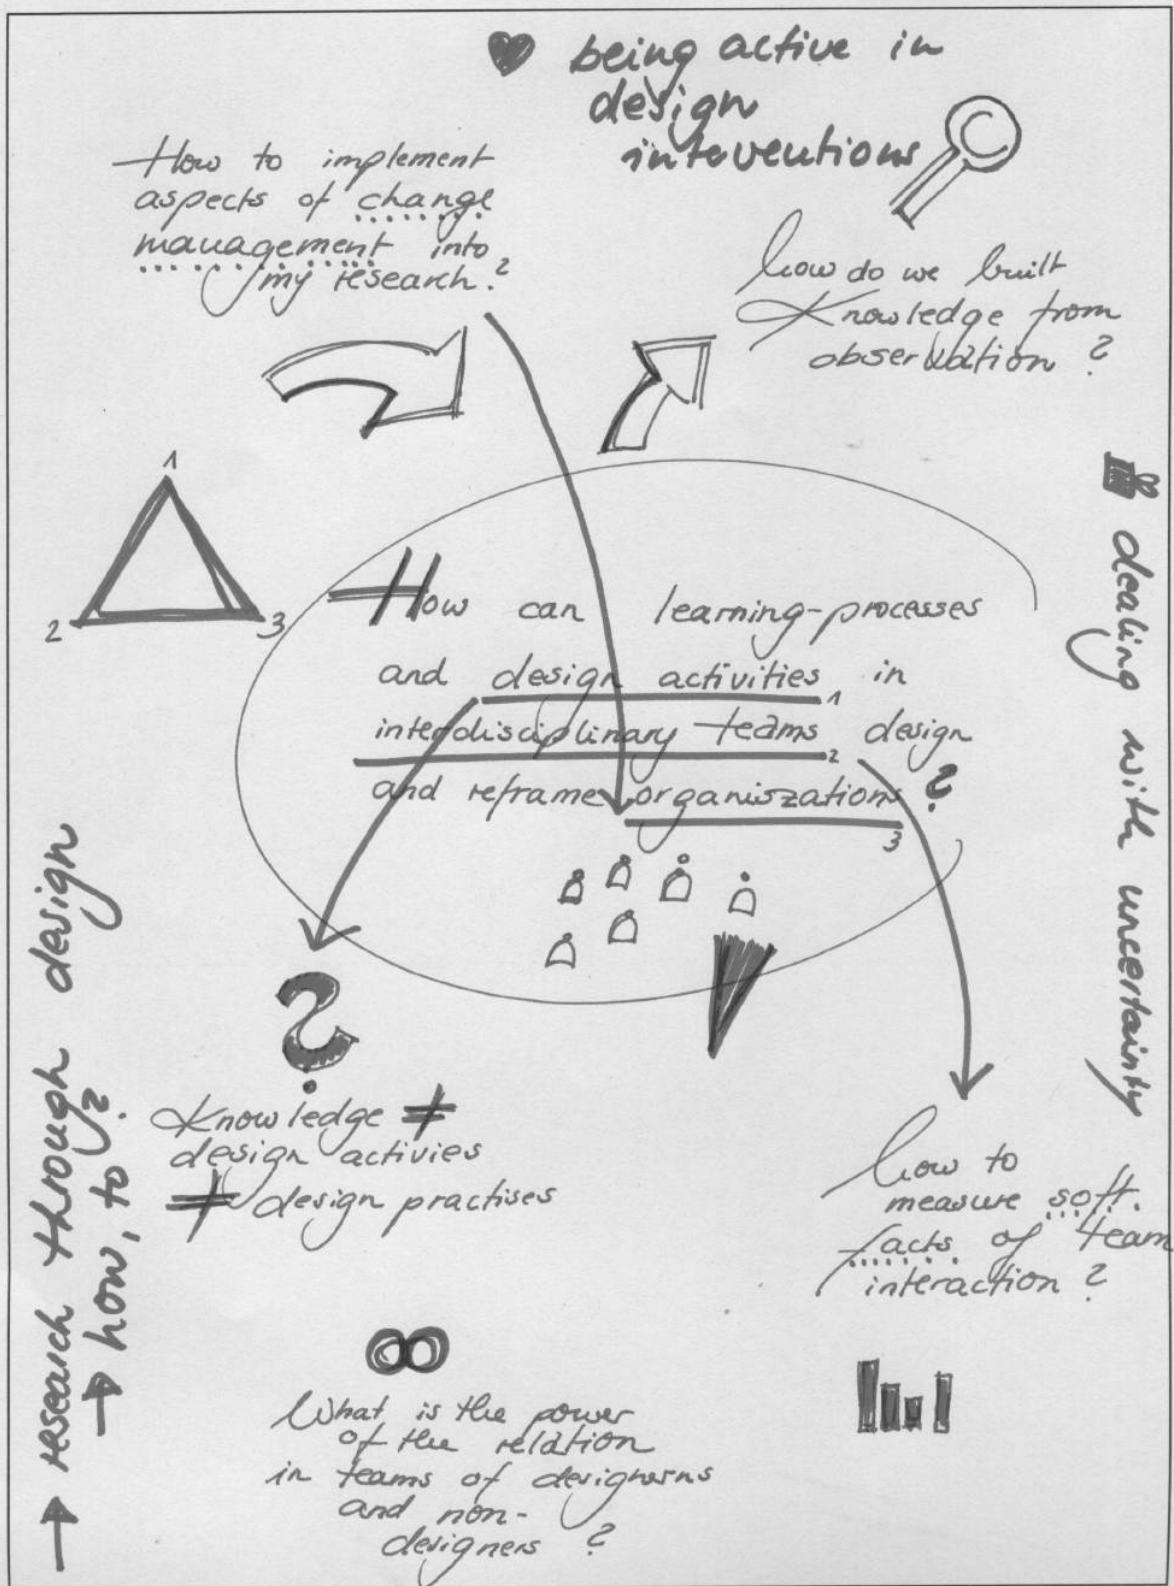 being active in
design
inteventions
How to implement
aspects of change
management into
my research?
how do we built
Knowledge from
observation?
1
2
3
How can learning-processes
and design activities 1 in
interdisciplinary teams 2 design
and reframe organiszations?
3
dealing with uncertainty
?
Knowledge ≠
design activies
≠ design practises
how to
measure soft.
facts of team
interaction?
→ research through design
→ how, to?
What is the power
of the relation
in teams of designerns
and non-
designers?